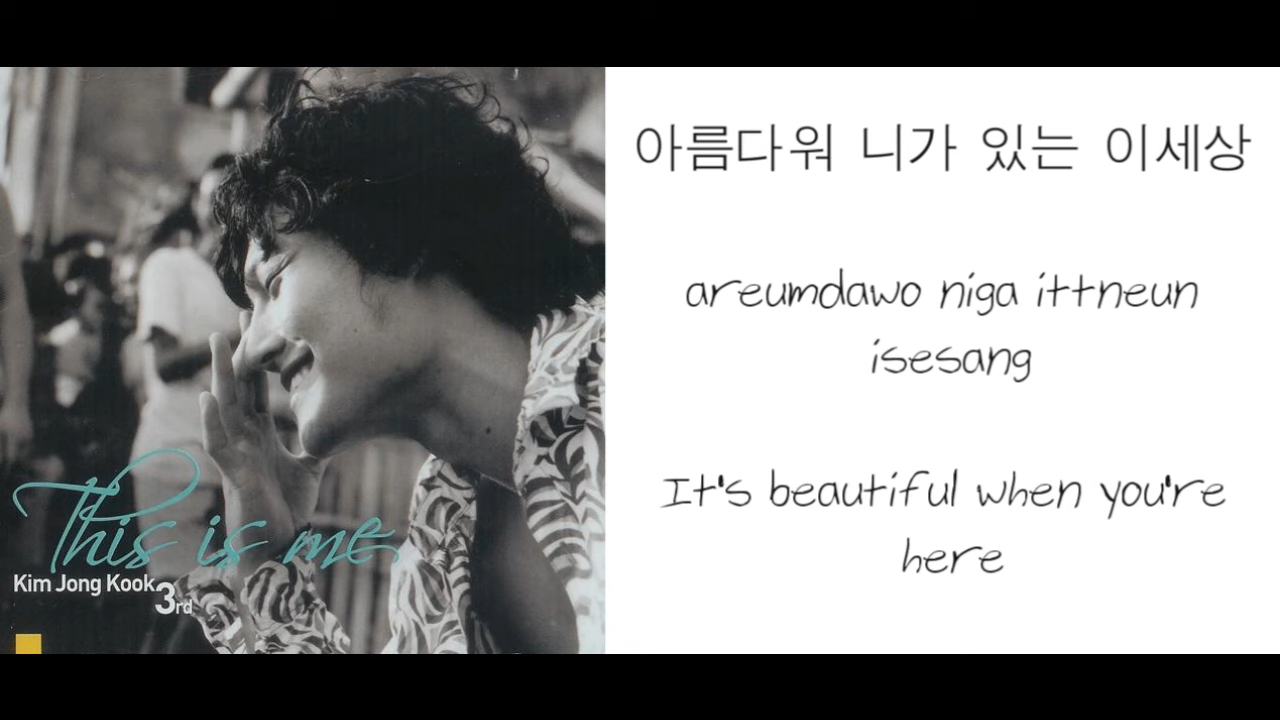 This is me
Kim Jong Kook
3rd
아름다워 니가 있는 이세상
areumdawo niga ittneun
isesang
It's beautiful when you're
here